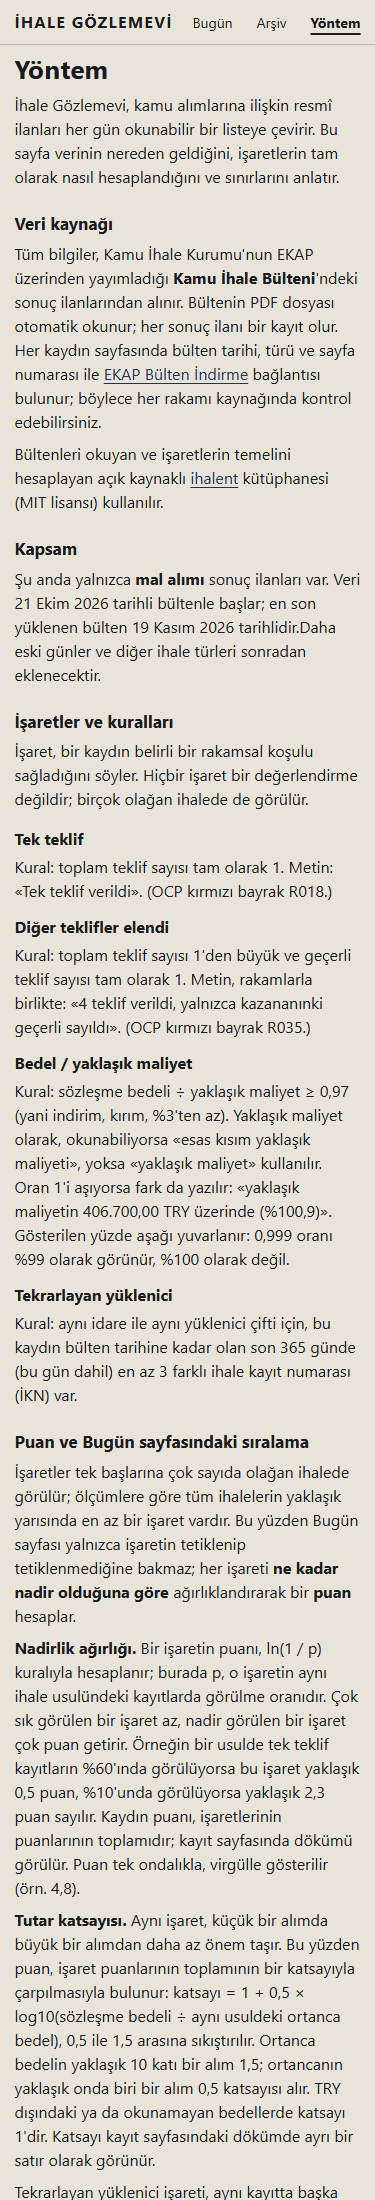 İHALE GÖZLEMEVİ Bugün Arşiv Yöntem
Yöntem
İhale Gözlemevi, kamu alımlarına ilişkin resmî
ilanları her gün okunabilir bir listeye çevirir. Bu
sayfa verinin nereden geldiğini, işaretlerin tam
olarak nasıl hesaplandığını ve sınırlarını anlatır.
Veri kaynağı
Tüm bilgiler, Kamu İhale Kurumu'nun EKAP
üzerinden yayımladığı Kamu İhale Bülteni'ndeki
sonuç ilanlarından alınır. Bültenin PDF dosyası
otomatik okunur; her sonuç ilanı bir kayıt olur.
Her kaydın sayfasında bülten tarihi, türü ve sayfa
numarası ile EKAP Bülten İndirme bağlantısı
bulunur; böylece her rakamı kaynağında kontrol
edebilirsiniz.
Bültenleri okuyan ve işaretlerin temelini
hesaplayan açık kaynaklı ihalent kütüphanesi
(MIT lisansı) kullanılır.
Kapsam
Şu anda yalnızca mal alımı sonuç ilanları var. Veri
21 Ekim 2026 tarihli bültenle başlar; en son
yüklenen bülten 19 Kasım 2026 tarihlidir.Daha
eski günler ve diğer ihale türleri sonradan
eklenecektir.
İşaretler ve kuralları
İşaret, bir kaydın belirli bir rakamsal koşulu
sağladığını söyler. Hiçbir işaret bir değerlendirme
değildir; birçok olağan ihalede de görülür.
Tek teklif
Kural: toplam teklif sayısı tam olarak 1. Metin:
«Tek teklif verildi». (OCP kırmızı bayrak R018.)
Diğer teklifler elendi
Kural: toplam teklif sayısı 1'den büyük ve geçerli
teklif sayısı tam olarak 1. Metin, rakamlarla
birlikte: «4 teklif verildi, yalnızca kazananınki
geçerli sayıldı». (OCP kırmızı bayrak R035.)
Bedel / yaklaşık maliyet
Kural: sözleşme bedeli ÷ yaklaşık maliyet ≥ 0,97
(yani indirim, kırım, %3'ten az). Yaklaşık maliyet
olarak, okunabiliyorsa «esas kısım yaklaşık
maliyeti», yoksa «yaklaşık maliyet» kullanılır.
Oran 1'i aşıyorsa fark da yazılır: «yaklaşık
maliyetin 406.700,00 TRY üzerinde (%100,9)».
Gösterilen yüzde aşağı yuvarlanır: 0,999 oranı
%99 olarak görünür, %100 olarak değil.
Tekrarlayan yüklenici
Kural: aynı idare ile aynı yüklenici çifti için, bu
kaydın bülten tarihine kadar olan son 365 günde
(bu gün dahil) en az 3 farklı ihale kayıt numarası
(İKN) var.
Puan ve Bugün sayfasındaki sıralama
İşaretler tek başlarına çok sayıda olağan ihalede
görülür; ölçümlere göre tüm ihalelerin yaklaşık
yarısında en az bir işaret vardır. Bu yüzden Bugün
sayfası yalnızca işaretin tetiklenip
tetiklenmediğine bakmaz; her işareti ne kadar
nadir olduğuna göre ağırlıklandırarak bir puan
hesaplar.
Nadirlik ağırlığı. Bir işaretin puanı, ln(1 / p)
kuralıyla hesaplanır; burada p, o işaretin aynı
ihale usulündeki kayıtlarda görülme oranıdır. Çok
sık görülen bir işaret az, nadir görülen bir işaret
çok puan getirir. Örneğin bir usulde tek teklif
kayıtların %60'ında görülüyorsa bu işaret yaklaşık
0,5 puan, %10'unda görülüyorsa yaklaşık 2,3
puan sayılır. Kaydın puanı, işaretlerinin
puanlarının toplamıdır; kayıt sayfasında dökümü
görülür. Puan tek ondalıkla, virgülle gösterilir
(örn. 4,8).
Tutar katsayısı. Aynı işaret, küçük bir alımda
büyük bir alımdan daha az önem taşır. Bu yüzden
puan, işaret puanlarının toplamının bir katsayıyla
çarpılmasıyla bulunur: katsayı = 1 + 0,5 ×
log10(sözleşme bedeli ÷ aynı usuldeki ortanca
bedel), 0,5 ile 1,5 arasına sıkıştırılır. Ortanca
bedelin yaklaşık 10 katı bir alım 1,5; ortancanın
yaklaşık onda biri bir alım 0,5 katsayısı alır. TRY
dışındaki ya da okunamayan bedellerde katsayı
1'dir. Katsayı kayıt sayfasındaki dökümde ayrı bir
satır olarak görünür.
Tekrarlayan yüklenici işareti, aynı kayıtta başka